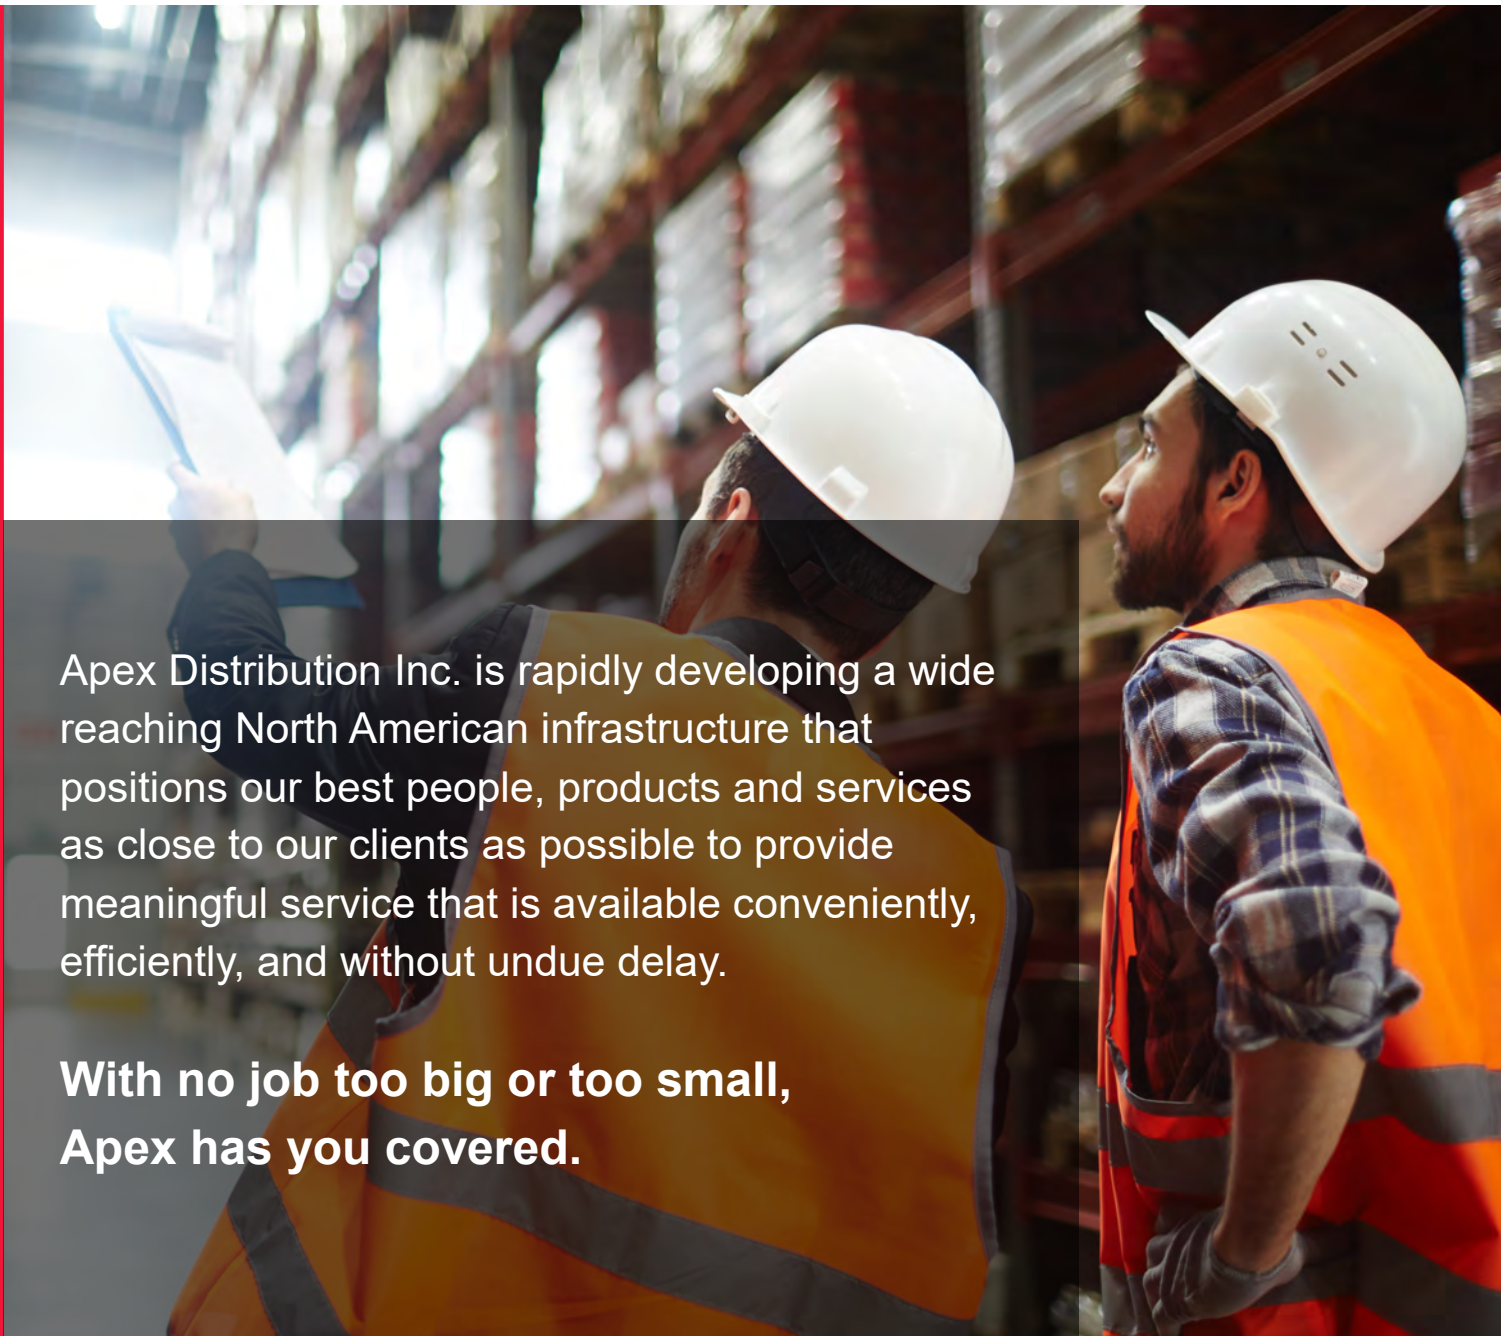 Apex Distribution Inc. is rapidly developing a wide
reaching North American infrastructure that
positions our best people, products and services
as close to our clients as possible to provide
meaningful service that is available conveniently,
efficiently, and without undue delay.
With no job too big or too small,
Apex has you covered.